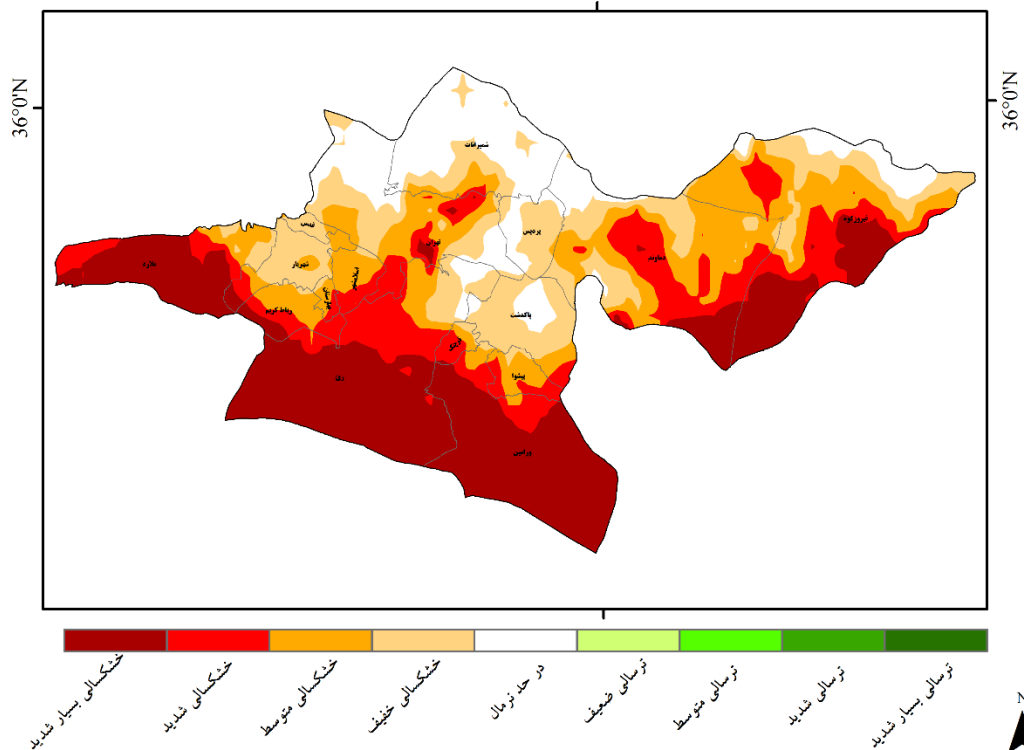 36°0'N
36°0'N
شمیرانات
فیروزکوه
پردیس
قدس
تهران
دماوند
ملارد
شهریار
اسلامشهر
بهارستان
رباط کریم
پاکدشت
قرچک
پیشوا
ری
ورامین
خشکسالی بسیار شدید
خشکسالی شدید
خشکسالی متوسط
خشکسالی خفیف
در حد نرمال
ترسالی ضعیف
ترسالی متوسط
ترسالی شدید
ترسالی بسیار شدید